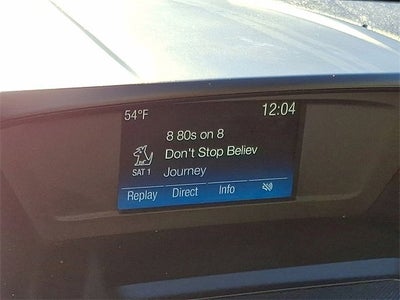 54°F 12:04
8 80s on 8
Don't Stop Believ
SAT 1 Journey
Replay Direct Info